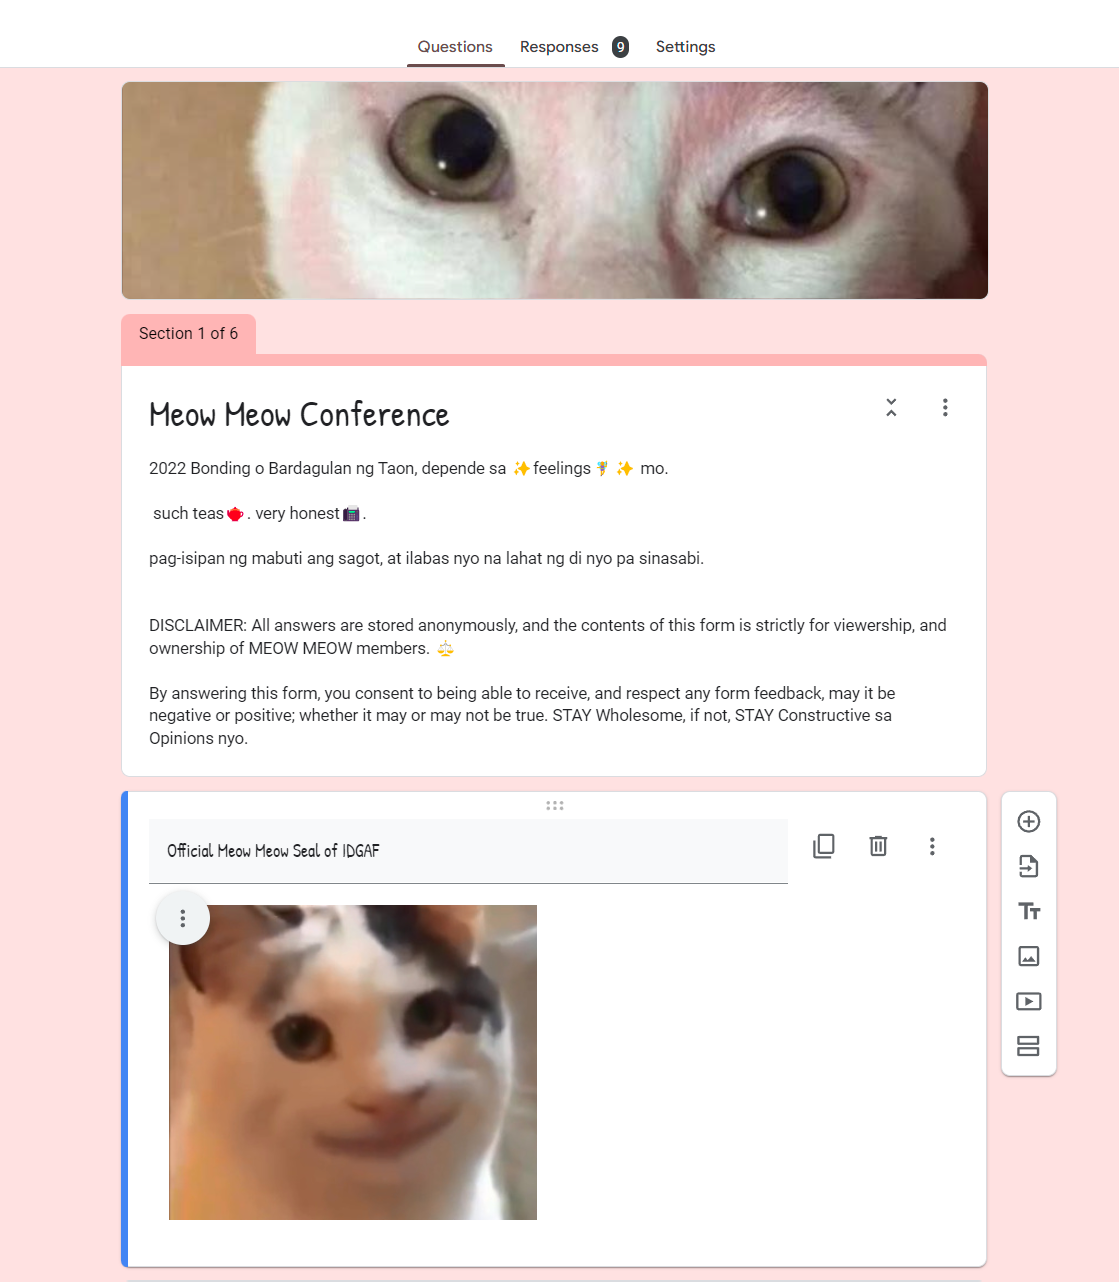 Questions Responses 9 Settings
Section 1 of 6
Meow Meow Conference
2022 Bonding o Bardagulan ng Taon, depende sa ✨feelings🧚✨ mo.
such teas🫖. very honest📠.
pag-isipan ng mabuti ang sagot, at ilabas nyo na lahat ng di nyo pa sinasabi.
DISCLAIMER: All answers are stored anonymously, and the contents of this form is strictly for viewership, and
ownership of MEOW MEOW members. ⚖️
By answering this form, you consent to being able to receive, and respect any form feedback, may it be
negative or positive; whether it may or may not be true. STAY Wholesome, if not, STAY Constructive sa
Opinions nyo.
Official Meow Meow Seal of IDGAF
Tт